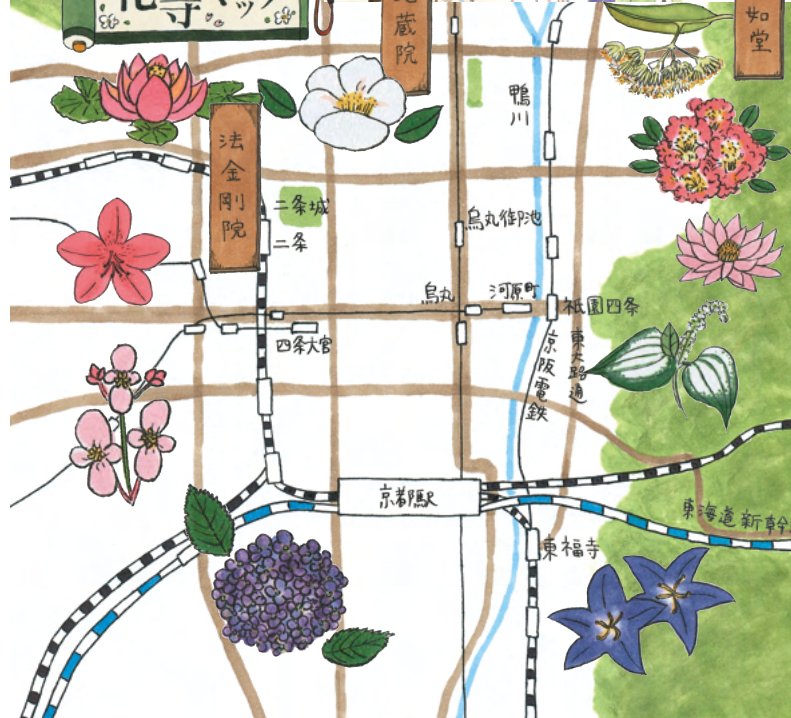 花寺マップ
地蔵院
如堂
鴨川
法金剛院
二条城
二条
烏丸御池
烏丸
河原町
祇園四条
四条大宮
京阪電鉄
東大路通
京都駅
東海道新幹
東福寺